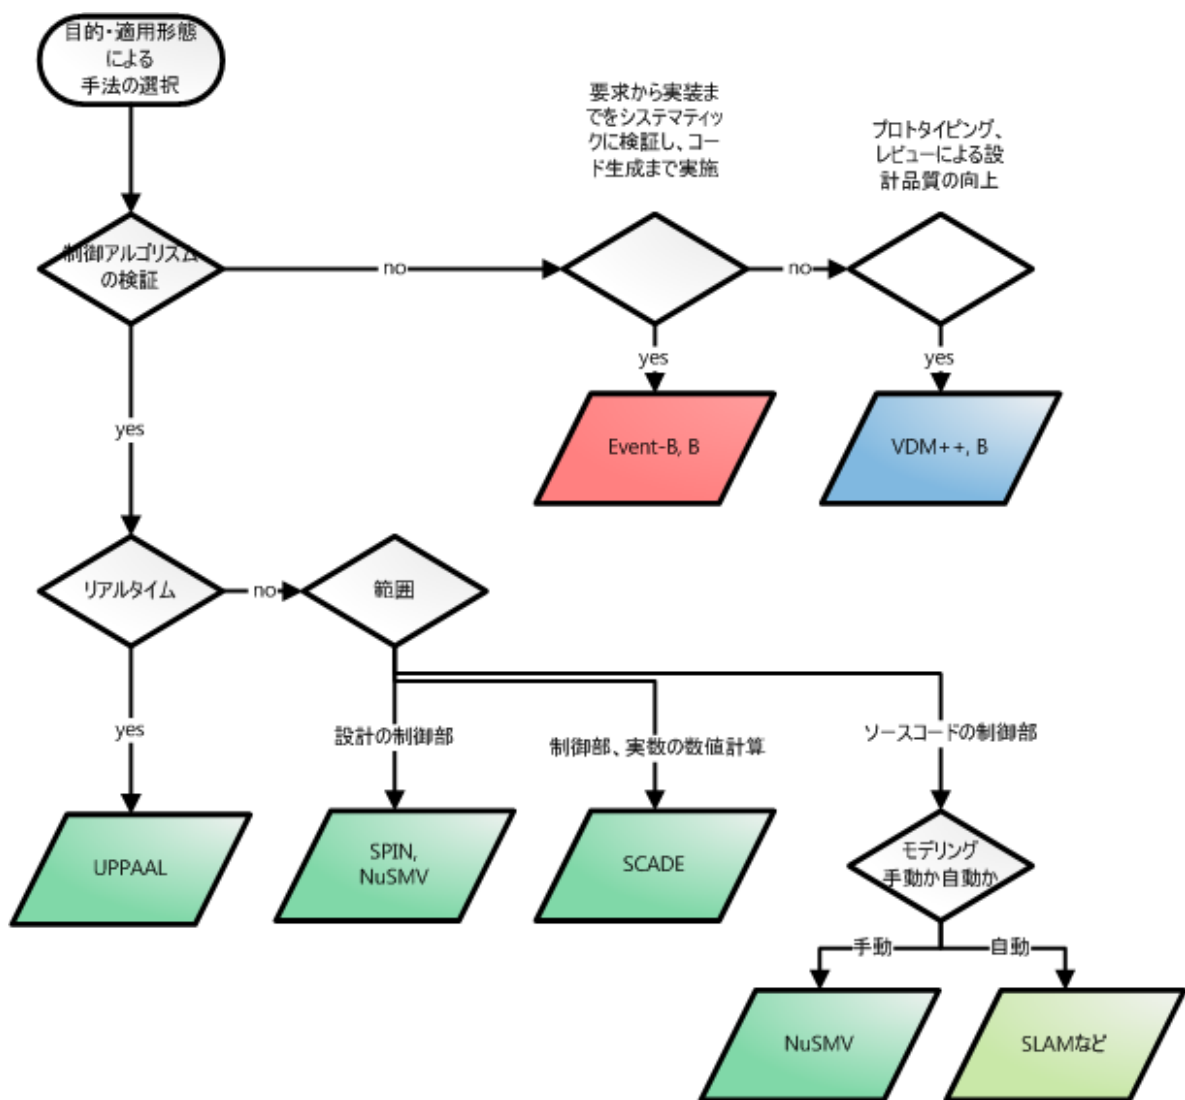 目的・適用形態
による
手法の選択
要求から実装ま
でをシステマティッ
クに検証し、コー
ド生成まで実施
プロトタイピング、
レビューによる設
計品質の向上
制御アルゴリズム
の検証
no
no
yes
yes
Event-B, B
VDM++, B
yes
リアルタイム
no
範囲
yes
設計の制御部
制御部、実数の数値計算
ソースコードの制御部
UPPAAL
SPIN,
NuSMV
SCADE
モデリング
手動か自動か
手動
自動
NuSMV
SLAMなど